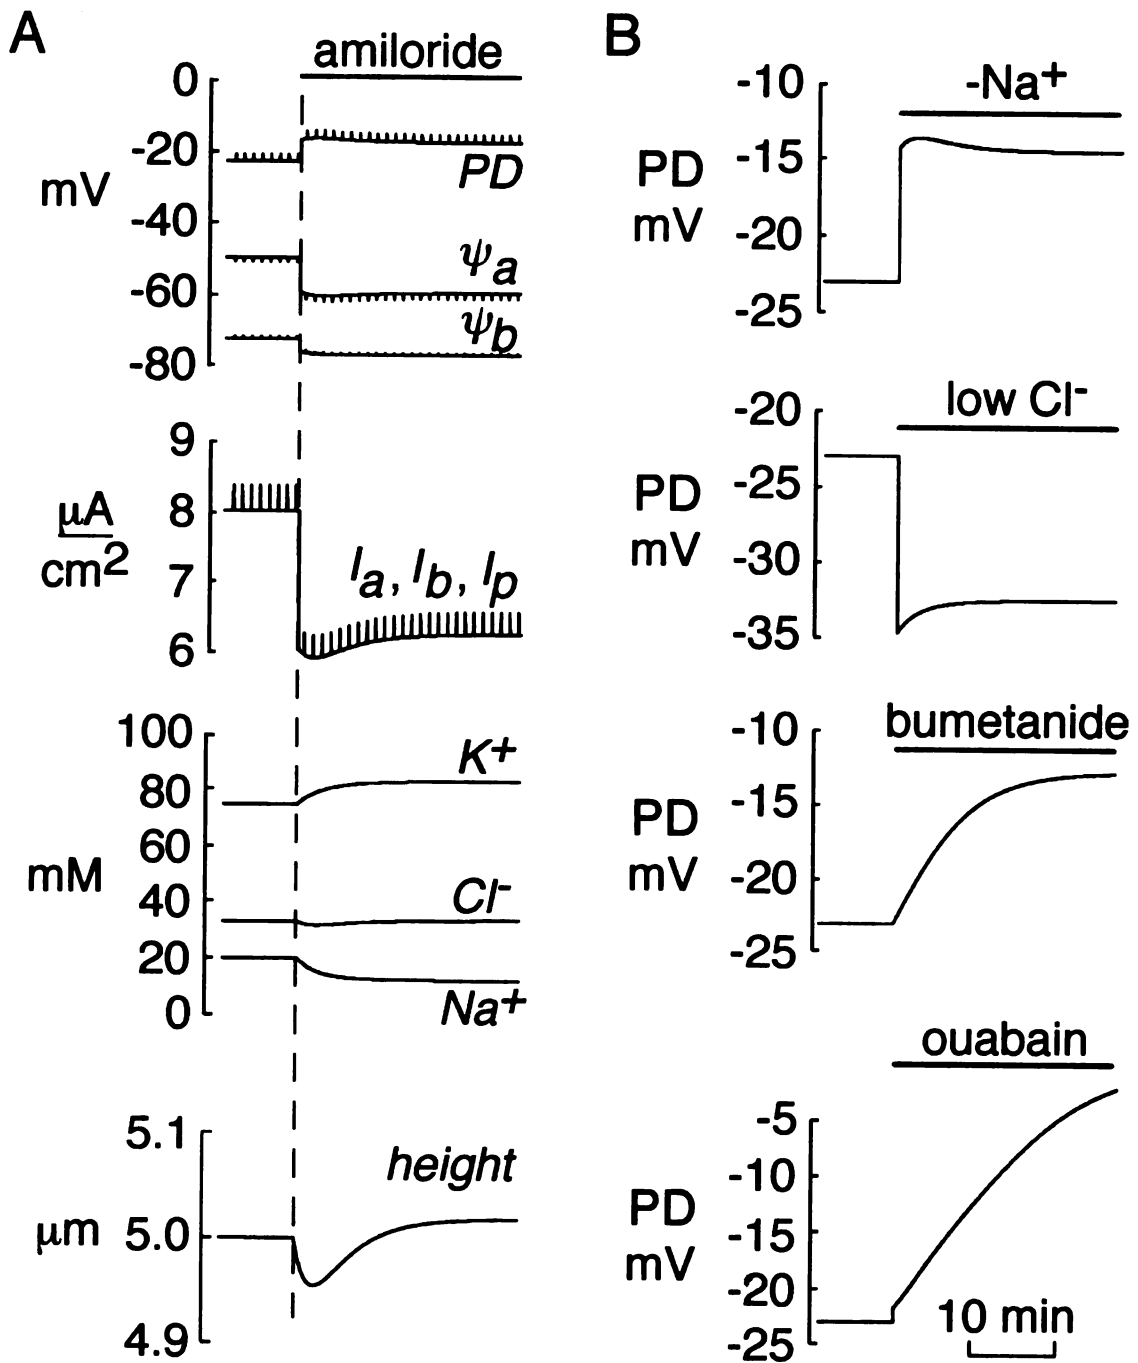 A
amiloride
0
-20
-40
-60
-80
mV
PD
ψa
ψb
9
8
7
6
μA
cm2
Ia, Ib, Ip
100
80
60
40
20
0
mM
K+
Cl-
Na+
5.1
5.0
4.9
μm
height
B
-Na+
-10
-15
-20
-25
PD
mV
low Cl-
-20
-25
-30
-35
PD
mV
bumetanide
-10
-15
-20
-25
PD
mV
ouabain
-5
-10
-15
-20
-25
PD
mV
10 min